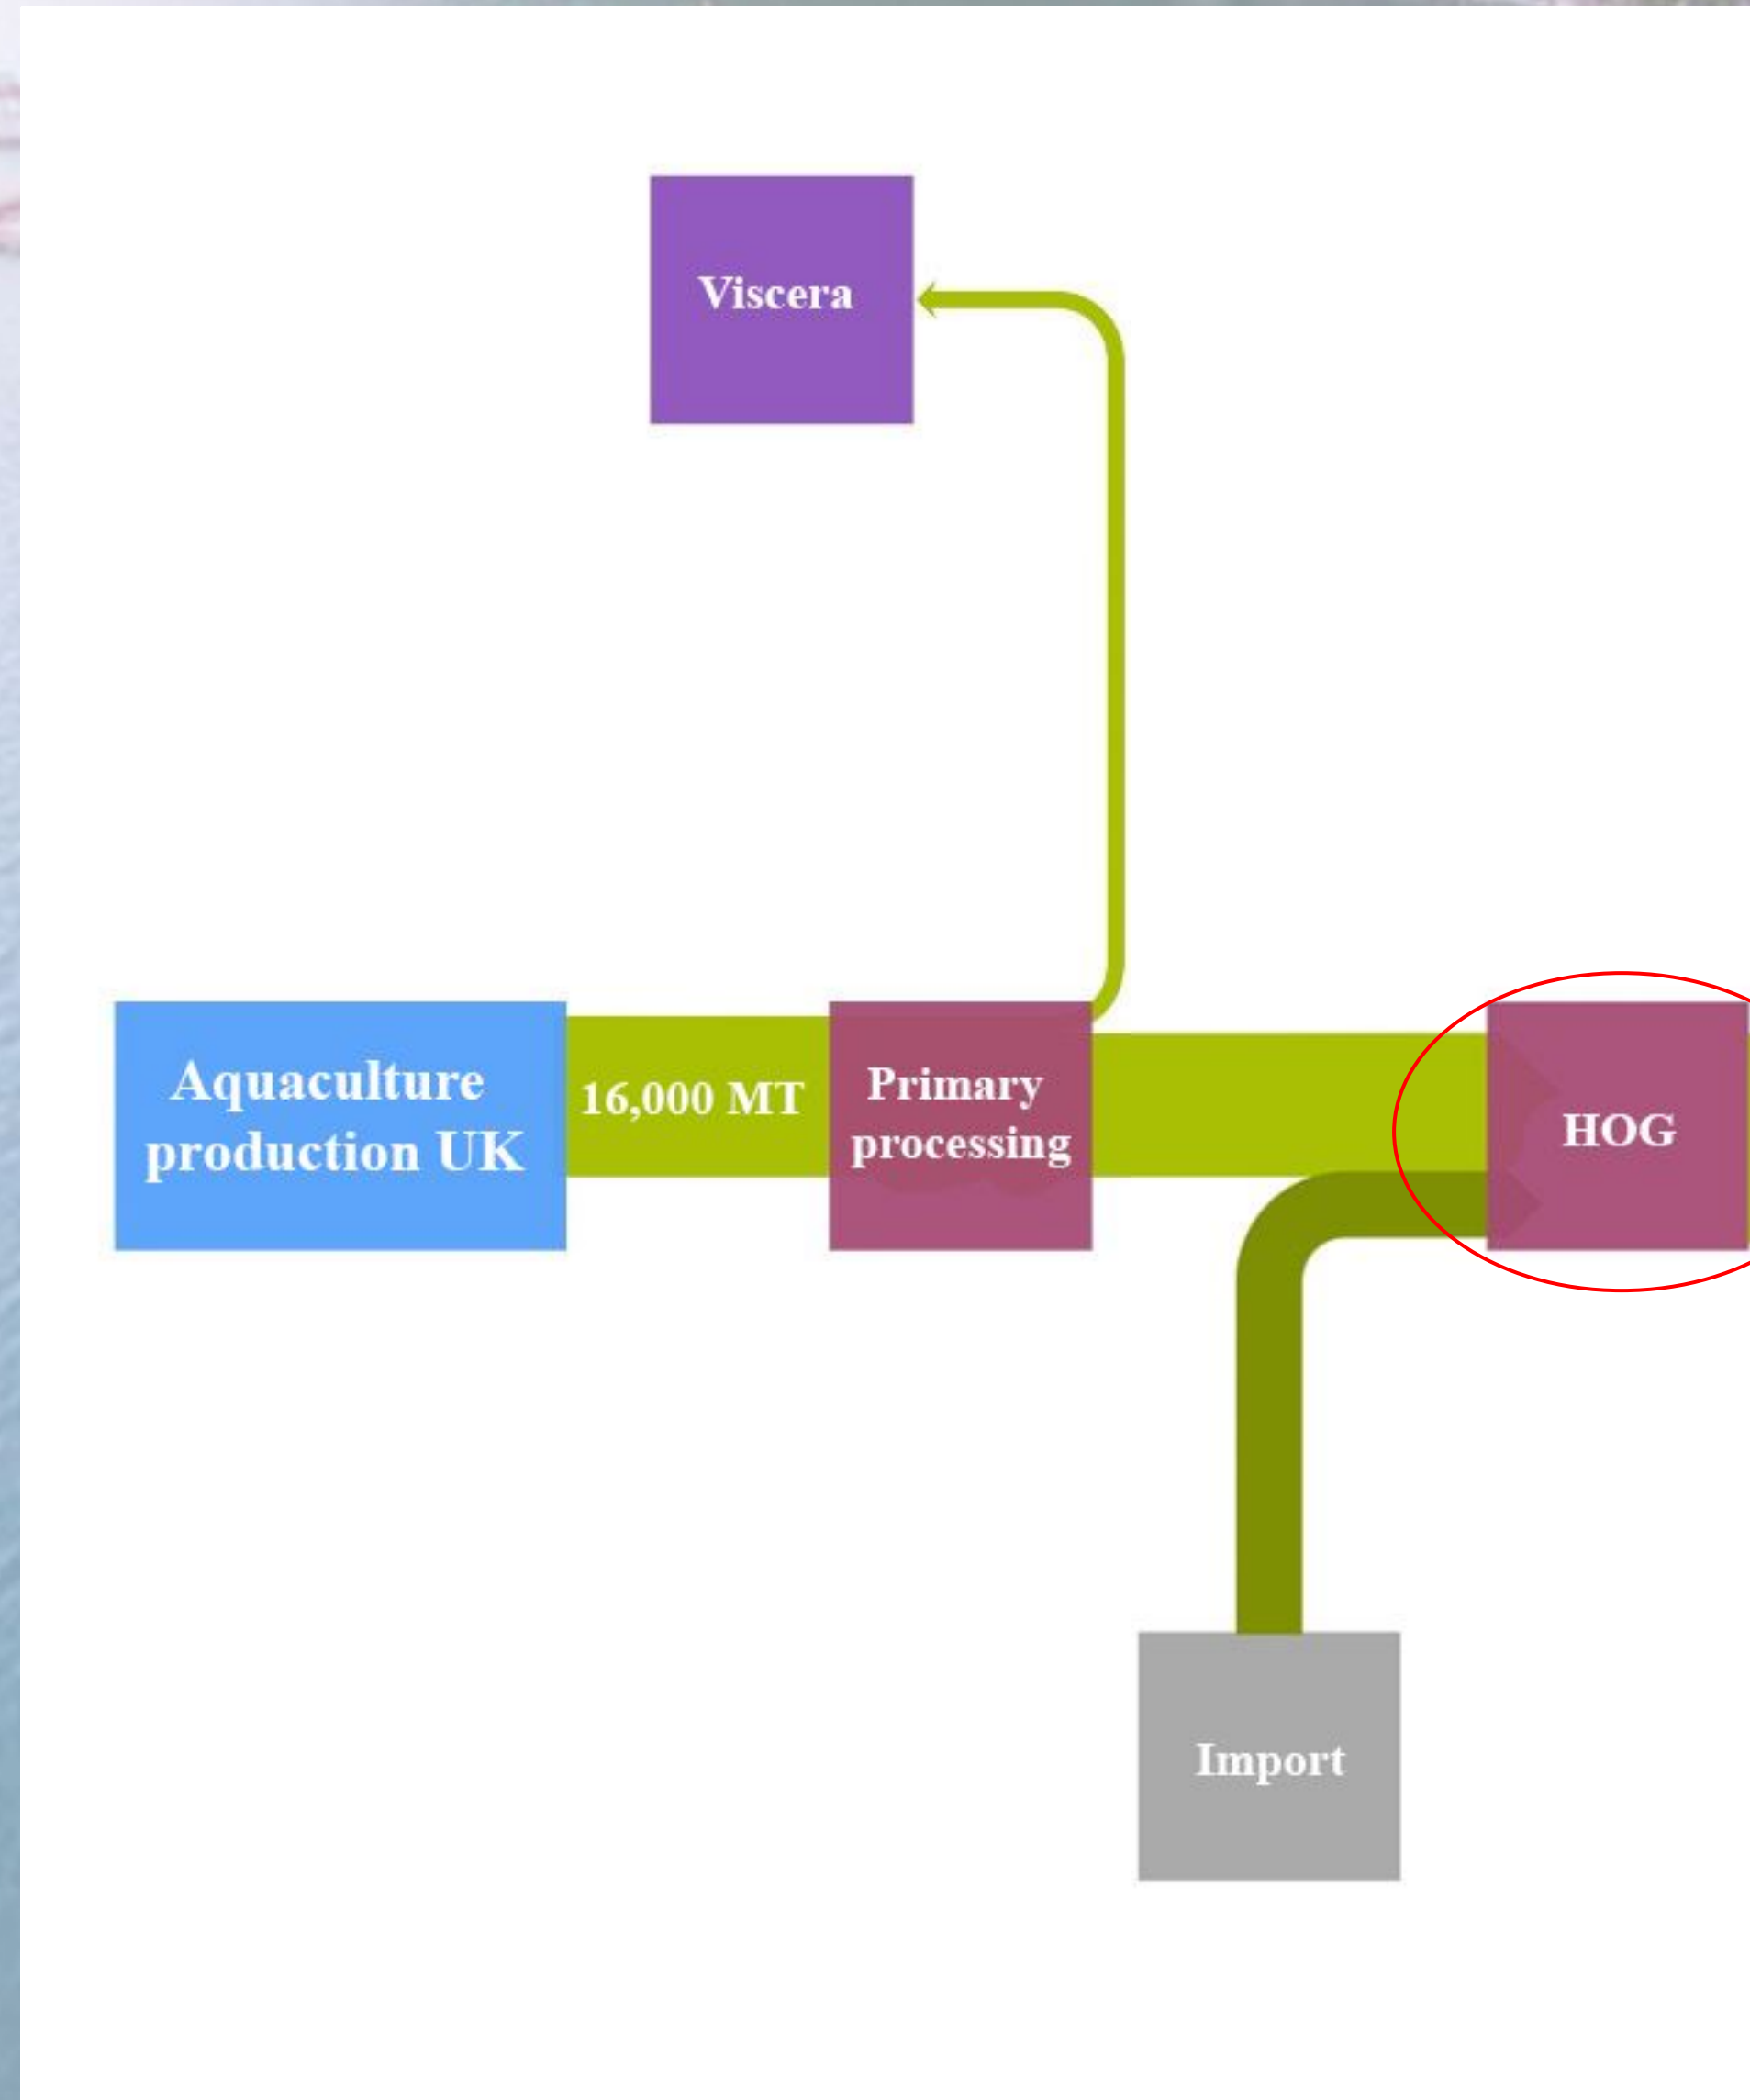 Viscera
Aquaculture
production UK
16,000 MT
Primary
processing
HOG
Import